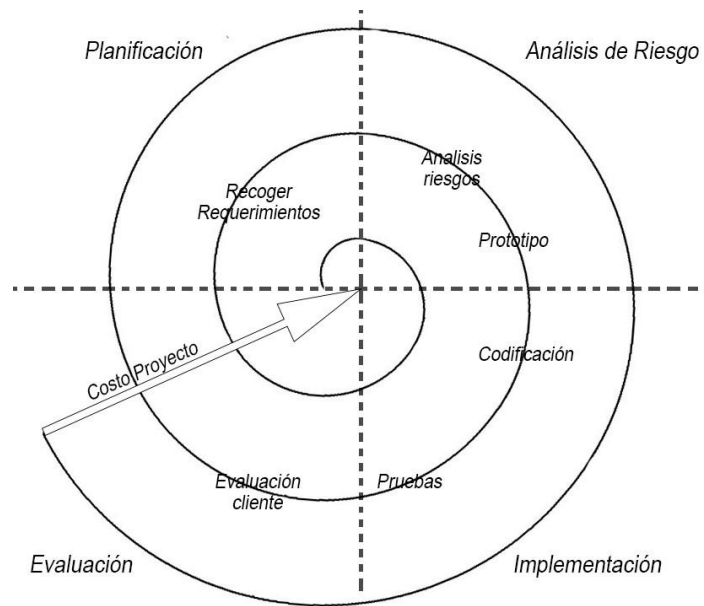 Planificación
Análisis de Riesgo
Analisis
riesgos
Recoger
Requerimientos
Prototipo
Costo Proyecto
Codificación
Evaluación
cliente
Pruebas
Evaluación
Implementación